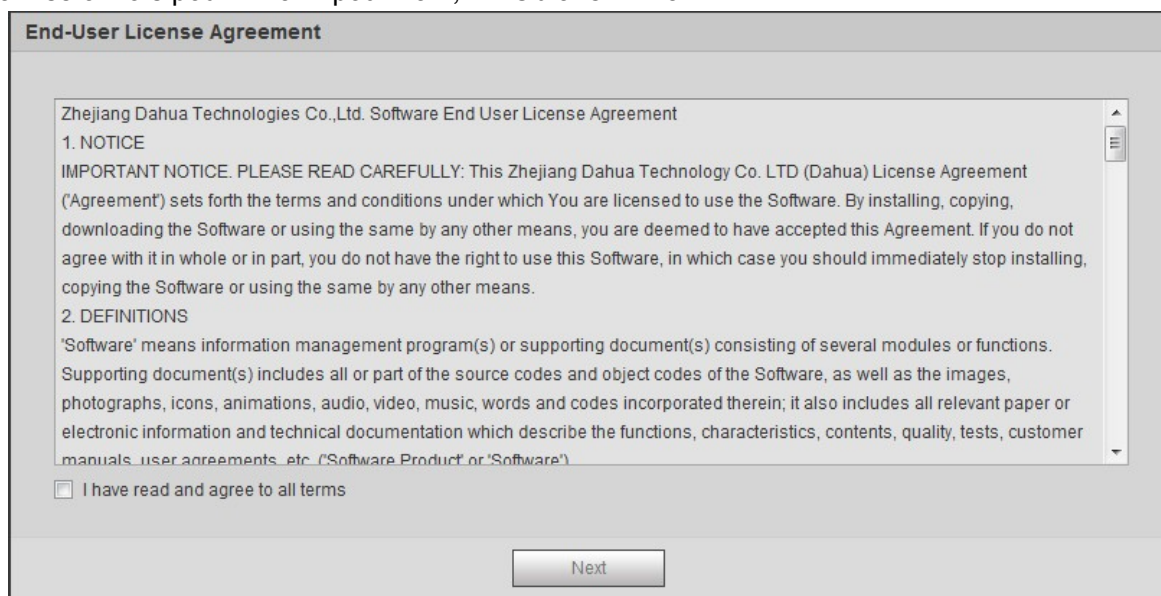 End-User License Agreement
Zhejiang Dahua Technologies Co.,Ltd. Software End User License Agreement
1. NOTICE
IMPORTANT NOTICE. PLEASE READ CAREFULLY: This Zhejiang Dahua Technology Co. LTD (Dahua) License Agreement
('Agreement') sets forth the terms and conditions under which You are licensed to use the Software. By installing, copying,
downloading the Software or using the same by any other means, you are deemed to have accepted this Agreement. If you do not
agree with it in whole or in part, you do not have the right to use this Software, in which case you should immediately stop installing,
copying the Software or using the same by any other means.
2. DEFINITIONS
'Software' means information management program(s) or supporting document(s) consisting of several modules or functions.
Supporting document(s) includes all or part of the source codes and object codes of the Software, as well as the images,
photographs, icons, animations, audio, video, music, words and codes incorporated therein; it also includes all relevant paper or
electronic information and technical documentation which describe the functions, characteristics, contents, quality, tests, customer
manuals, user agreements, etc. ('Software Product' or 'Software')
I have read and agree to all terms
Next